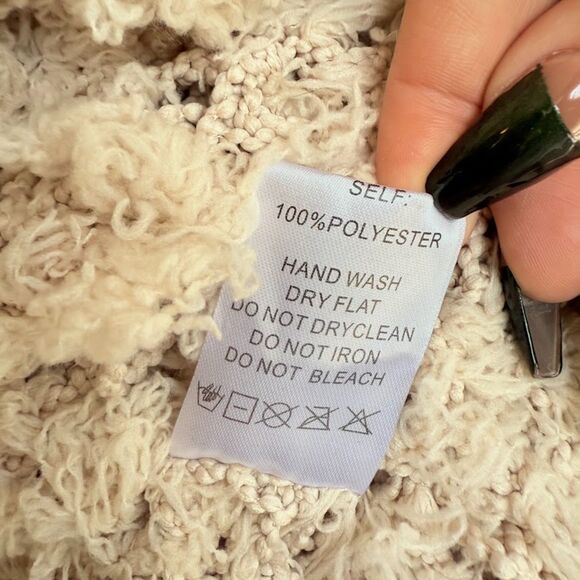 SELF:
100%POLYESTER
HAND WASH
DRY FLAT
DO NOT DRYCLEAN
DO NOT IRON
DO NOT BLEACH